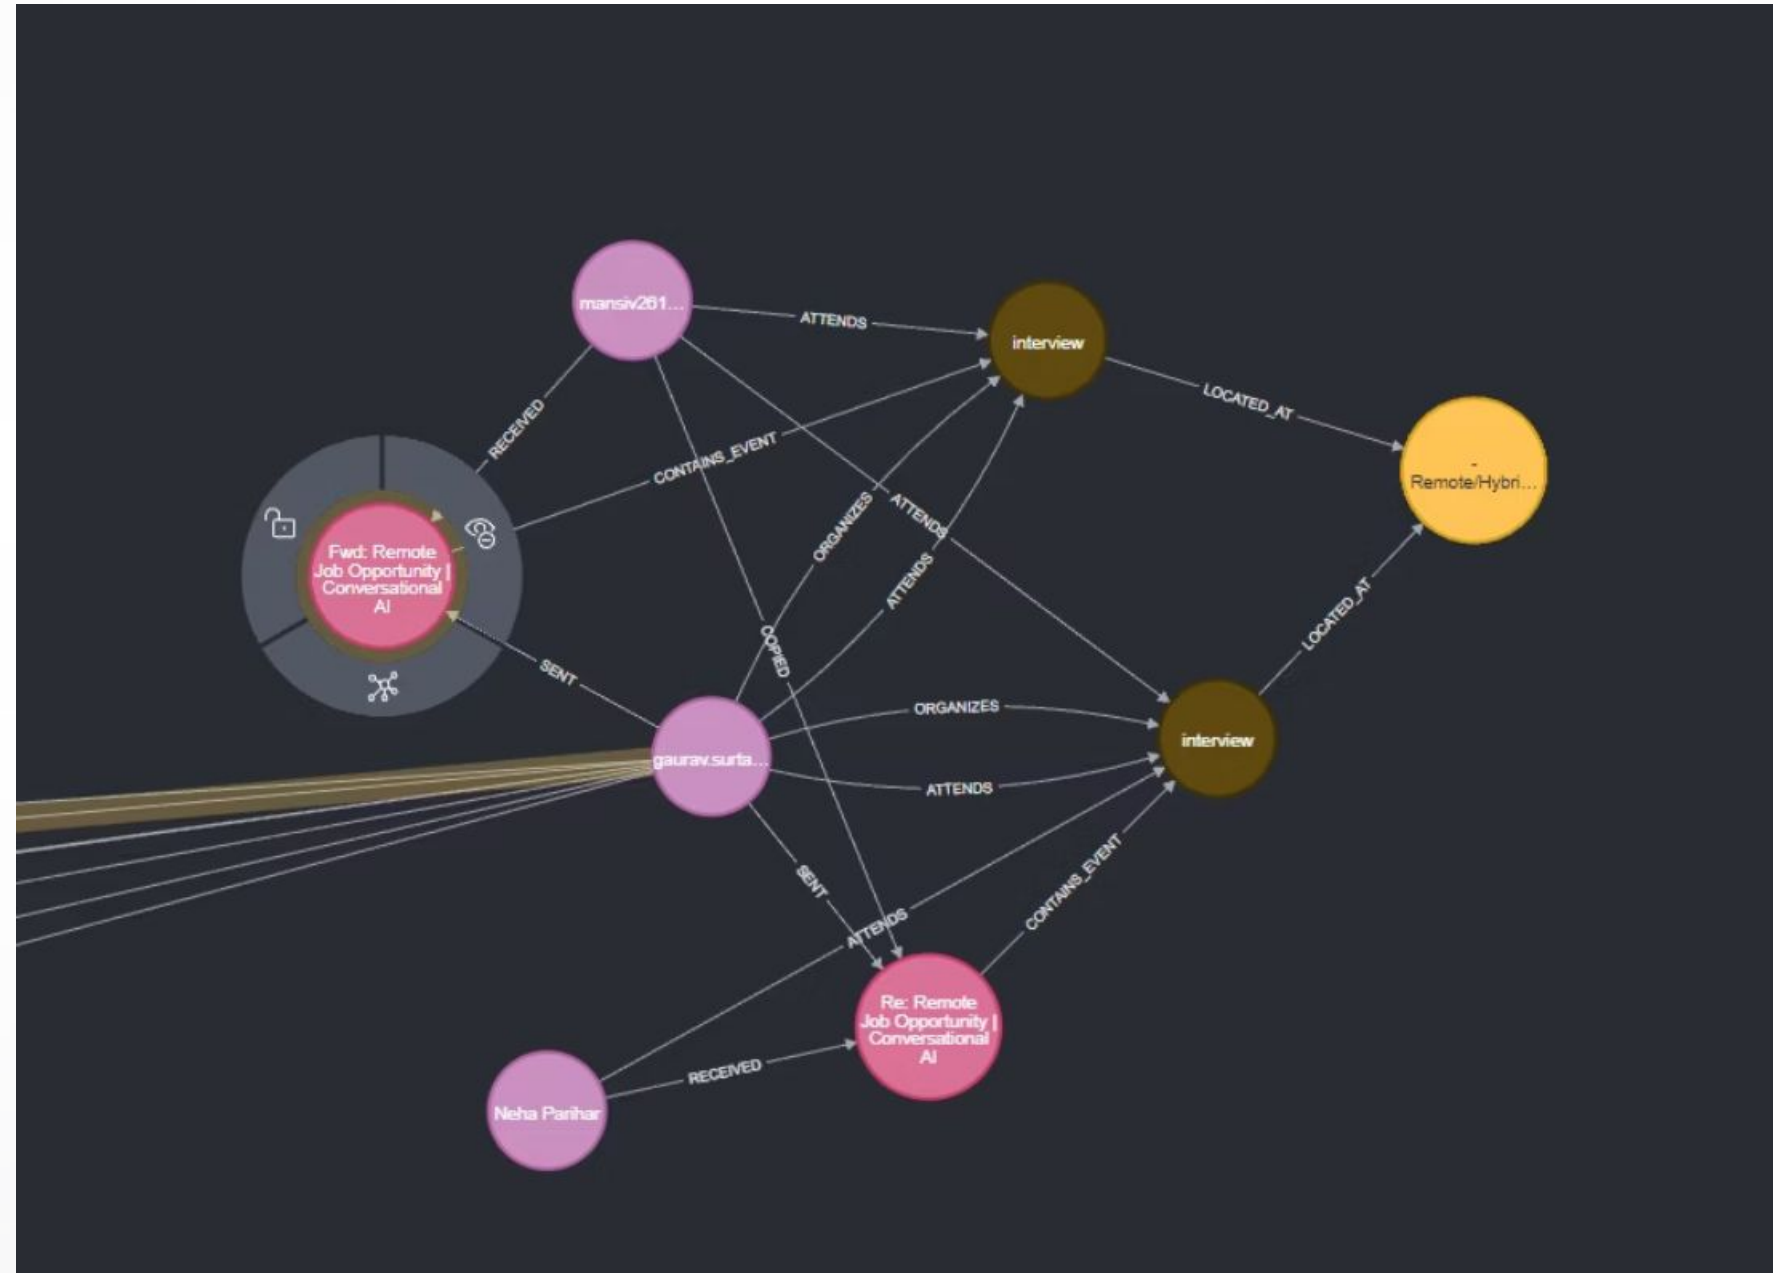 mansiv261...
ATTENDS
interview
LOCATED_AT
RECEIVED
CONTAINS_EVENT
-
Remote/Hybri...
ORGANIZES
ATTENDS
ATTENDS
Fwd: Remote
Job Opportunity |
Conversational
AI
COPIED
LOCATED_AT
SENT
ORGANIZES
interview
gaurav.surta...
ATTENDS
SENT
CONTAINS_EVENT
ATTENDS
Re: Remote
Job Opportunity |
Conversational
AI
RECEIVED
Neha Parihar